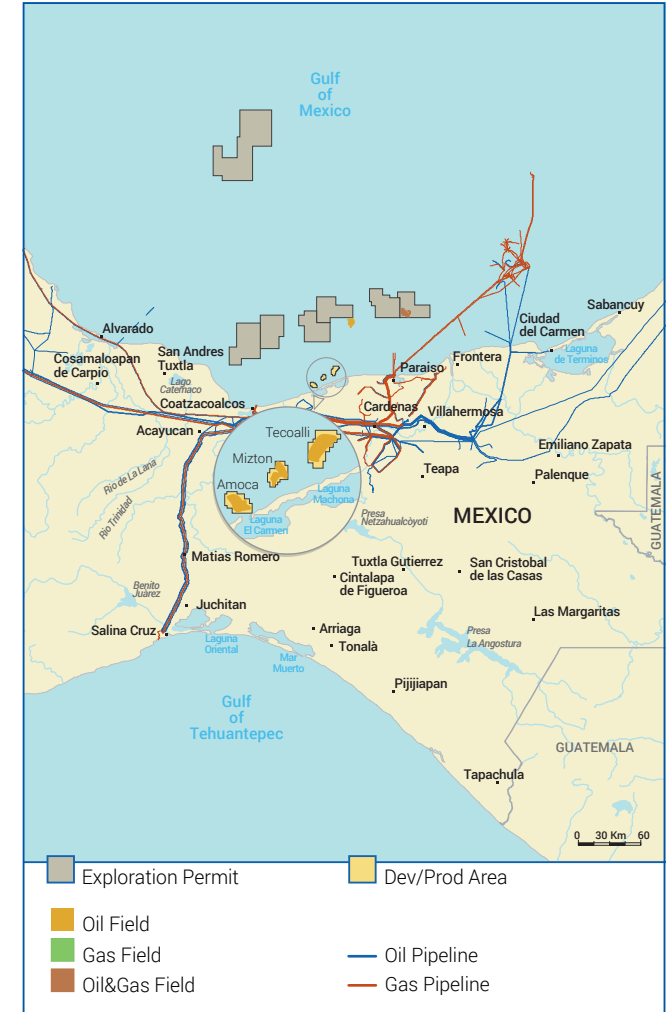 Gulf
of
Mexico
Sabancuy
Ciudad
del Carmen
Alvarado
Laguna
de Terminos
San Andres
Tuxtla
Cosamaloapan
de Carpio
Frontera
Paraiso
Lago
Catemaco
Coatzacoalcos
Cardenas
Villahermosa
Acayucan
Tecoalli
Emiliano Zapata
Mizton
Teapa
Palenque
Rio de La Lana
Amoca
Laguna
Machona
Rio Trinidad
Laguna
El Carmen
Presa
Netzahualcòyoti
MEXICO
GUATEMALA
Matias Romero
Tuxtla Gutierrez
San Cristobal
de las Casas
Cintalapa
de Figueroa
Benito
Juàrez
Juchitan
Las Margaritas
Salina Cruz
Arriaga
Presa
La Angostura
Laguna
Oriental
Tonalà
Mar
Muerto
Pijijiapan
Gulf
of
Tehuantepec
GUATEMALA
Tapachula
0 30 Km 60
Exploration Permit
Dev/Prod Area
Oil Field
Gas Field
Oil Pipeline
Oil&Gas Field
Gas Pipeline